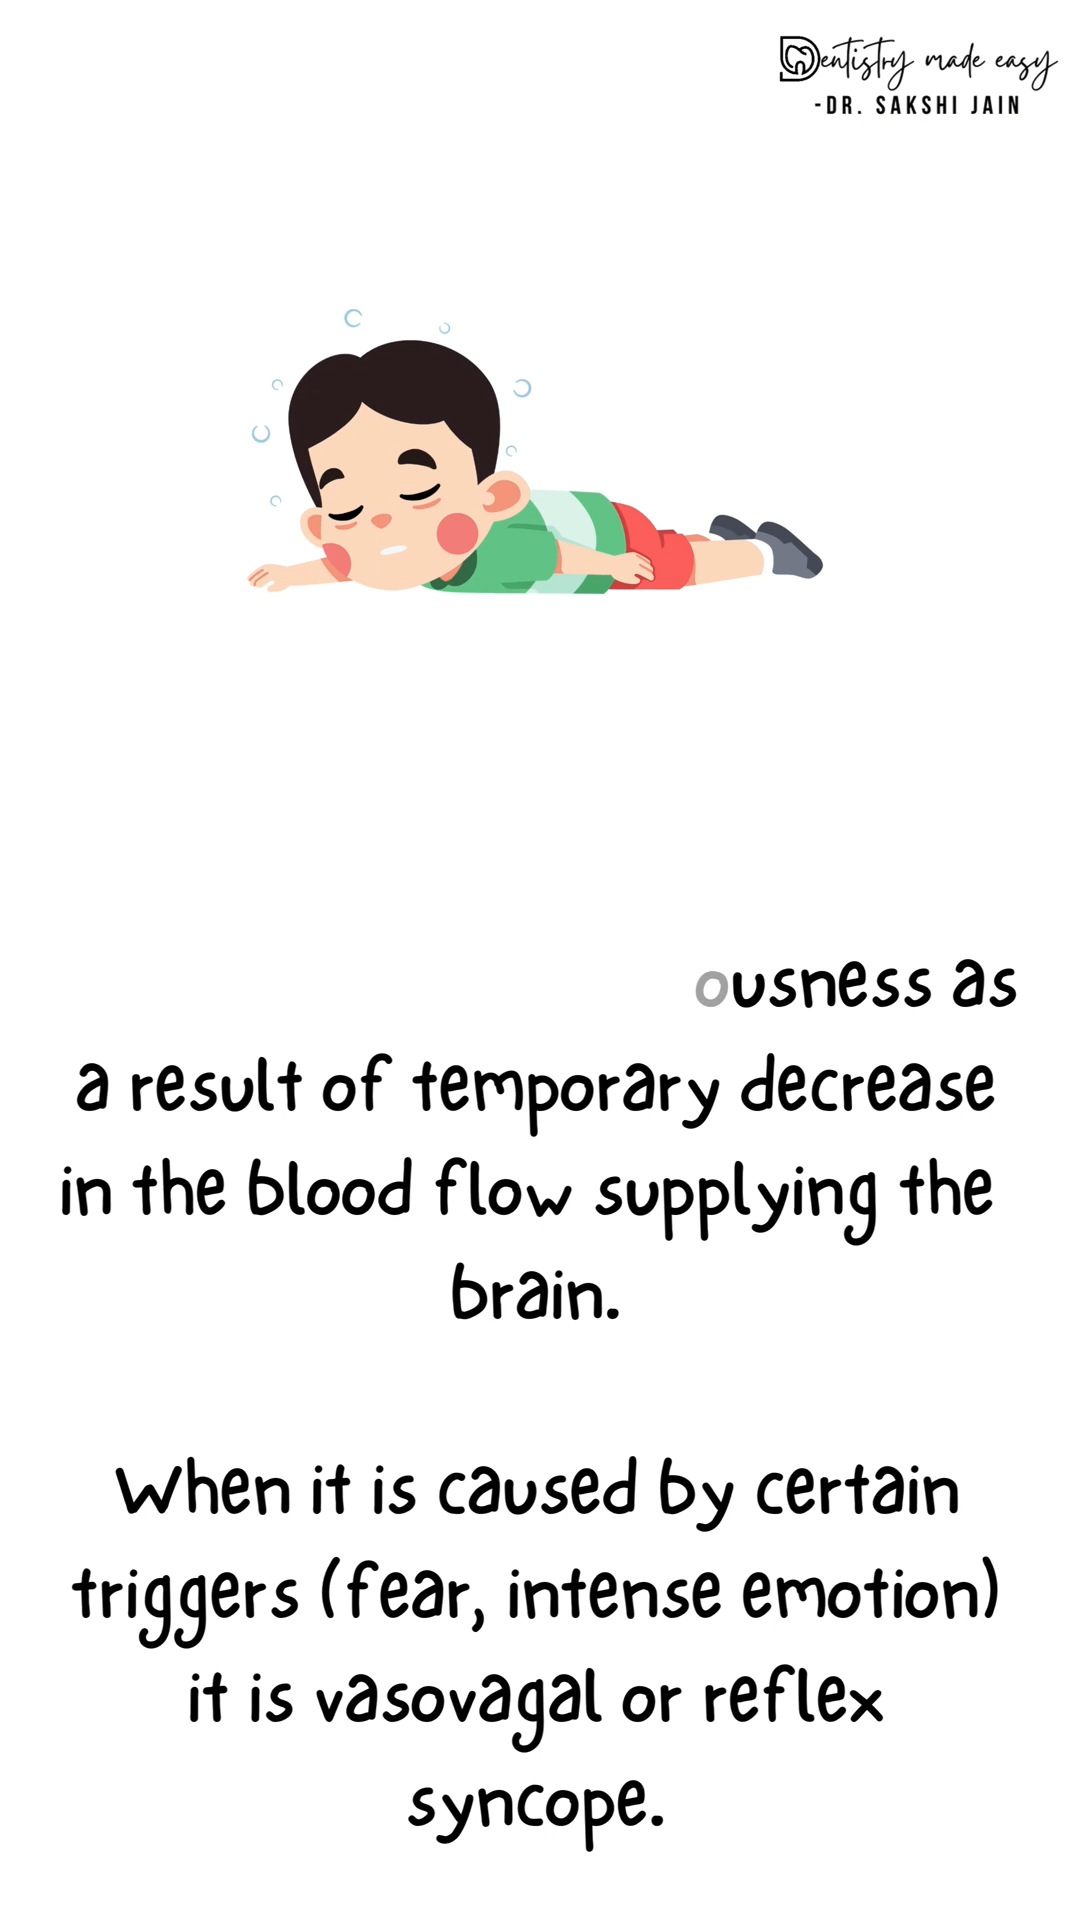 Dentistry made easy
-DR. SAKSHI JAIN
ousness as
a result of temporary decrease
in the blood flow supplying the
brain.
When it is caused by certain
triggers (fear, intense emotion)
it is vasovagal or reflex
syncope.